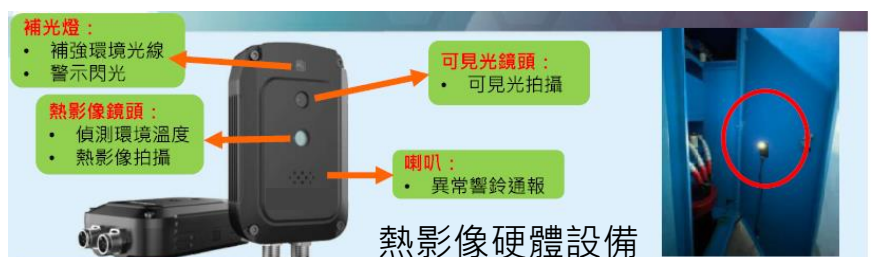 補光燈：
• 補強環境光線
• 警示閃光
熱影像鏡頭：
• 偵測環境溫度
• 熱影像拍攝
可見光鏡頭：
• 可見光拍攝
喇叭：
• 異常響鈴通報
熱影像硬體設備